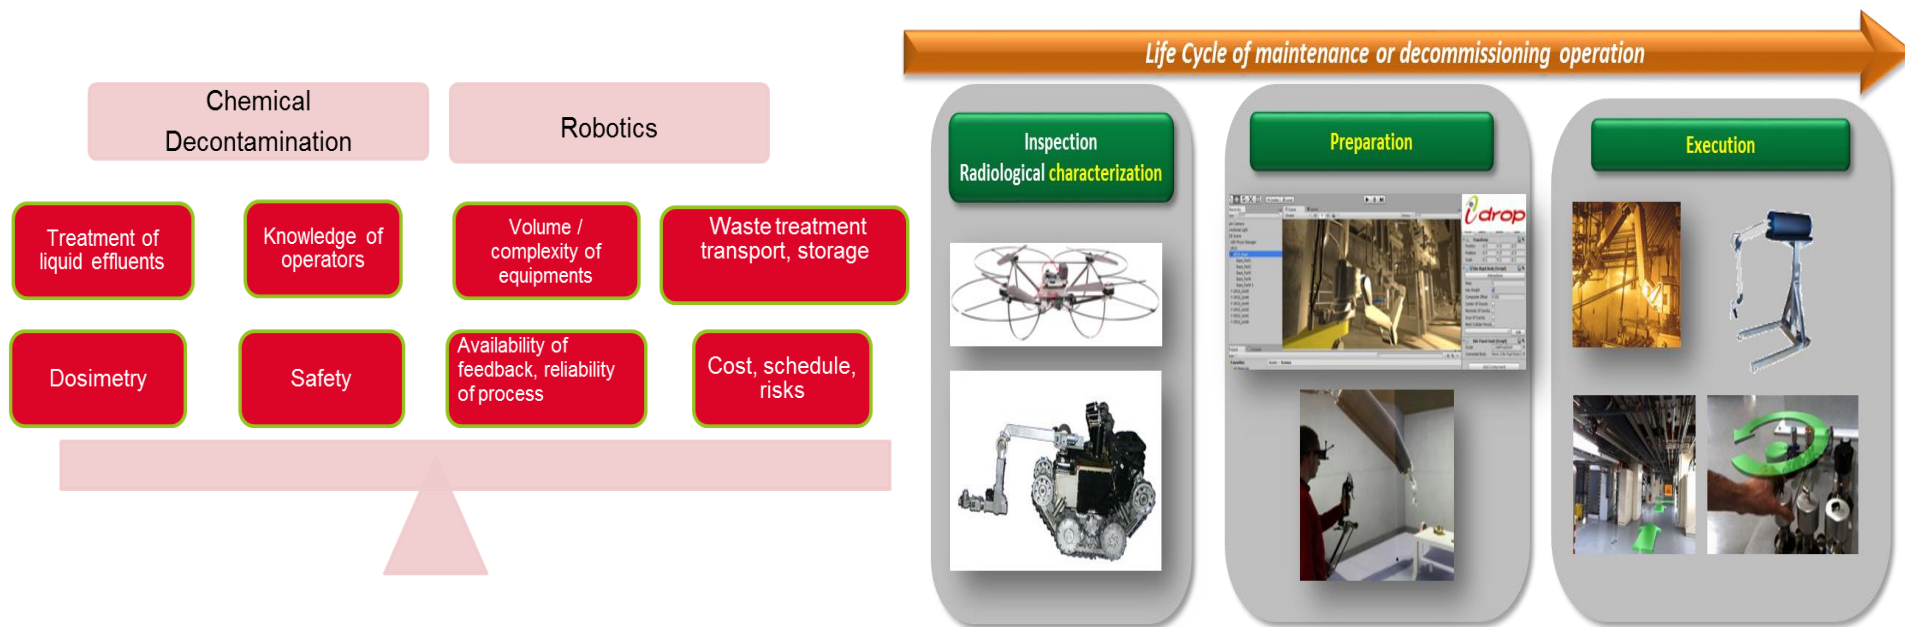 Chemical
Decontamination
Robotics
Treatment of
liquid effluents
Knowledge of
operators
Volume /
complexity of
equipments
Waste treatment
transport, storage
Dosimetry
Safety
Availability of
feedback, reliability
of process
Cost, schedule,
risks
Life Cycle of maintenance or decommissioning operation
Inspection
Radiological characterization
Preparation
idrop
Execution